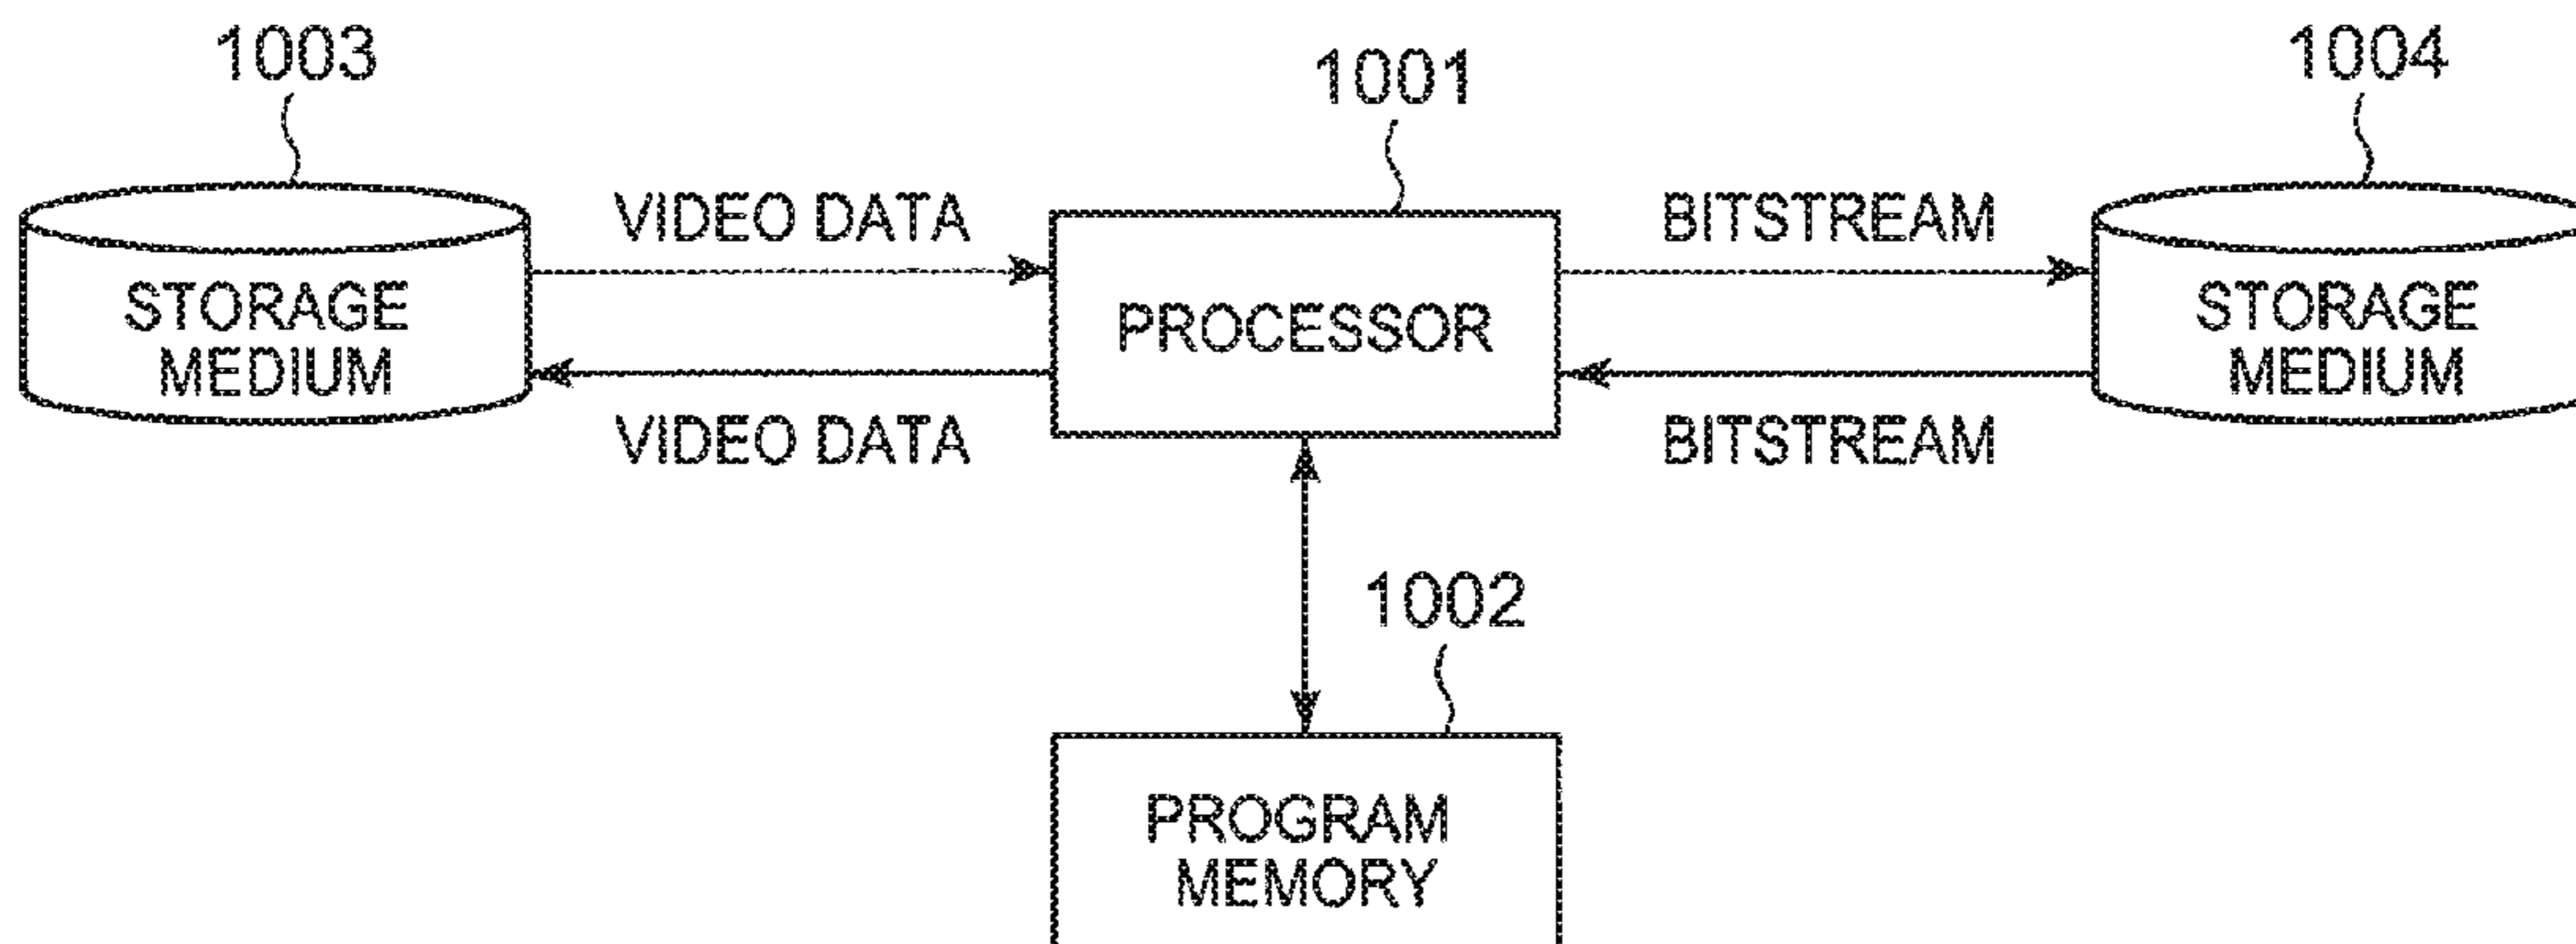 1003
1001
1004
VIDEO DATA
BITSTREAM
STORAGE
MEDIUM
PROCESSOR
STORAGE
MEDIUM
VIDEO DATA
BITSTREAM
1002
PROGRAM
MEMORY